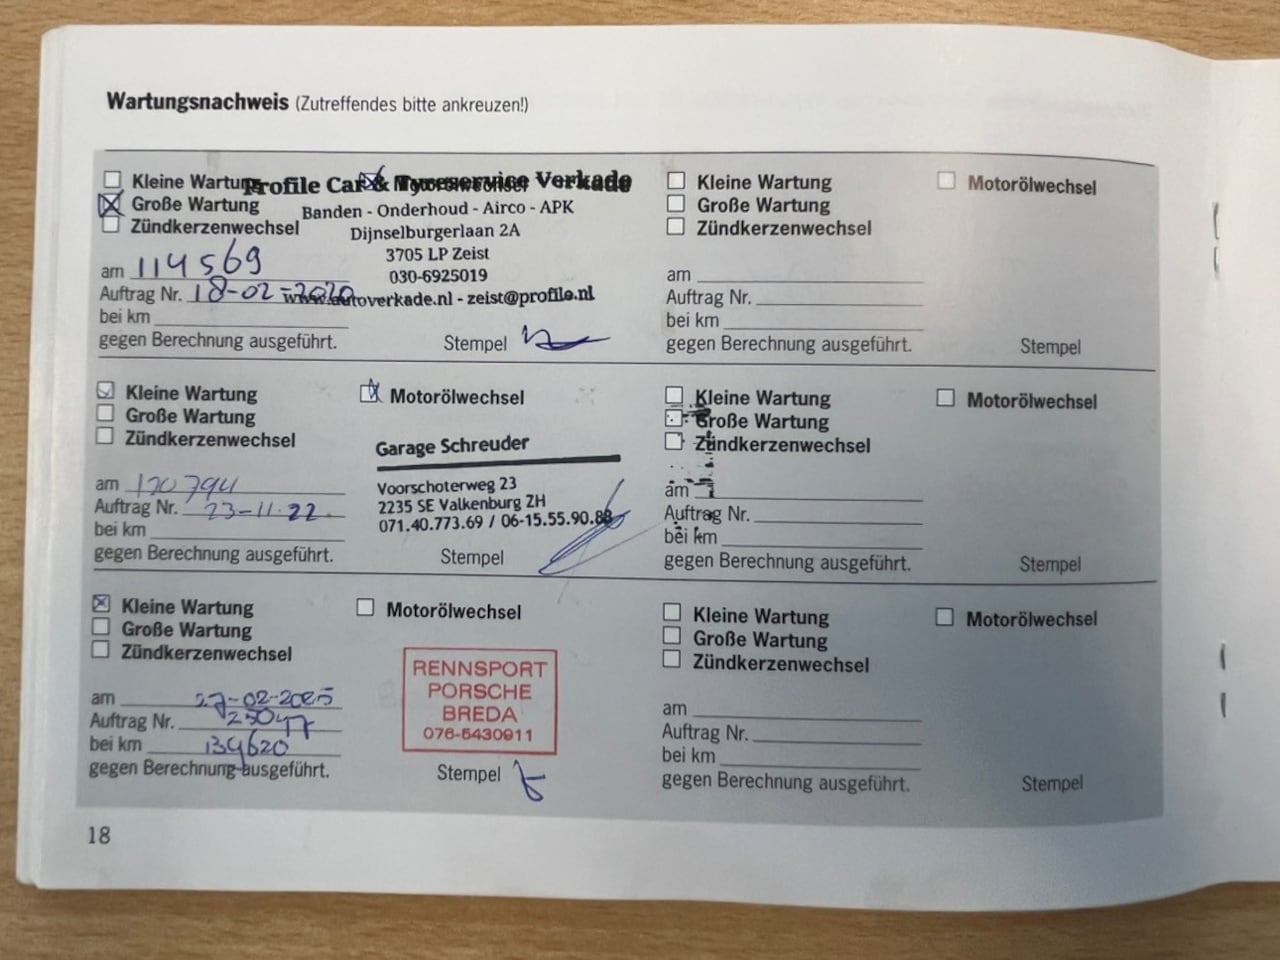 Wartungsnachweis (Zutreffendes bitte ankreuzen!)
Kleine Wartung
Große Wartung
Zündkerzenwechsel
Profile Car & Tyreservice Verkade
Banden - Onderhoud - Airco - APK
Dijnselburgerlaan 2A
3705 LP Zeist
030-6925019
www.autoverkade.nl - zeist@profile.nl
am 114569
Auftrag Nr. 18-02-2020
bei km
gegen Berechnung ausgeführt.
Stempel
Kleine Wartung
Große Wartung
Zündkerzenwechsel
Motorölwechsel
Garage Schreuder
Voorschoterweg 23
2235 SE Valkenburg ZH
071.40.773.69 / 06-15.55.90.88
am 120794
Auftrag Nr. 23-11-22
bei km
gegen Berechnung ausgeführt.
Stempel
Kleine Wartung
Große Wartung
Zündkerzenwechsel
Motorölwechsel
RENNSPORT
PORSCHE
BREDA
076-5430911
am 27-02-2025
Auftrag Nr. 25047
bei km 134620
gegen Berechnung ausgeführt.
Stempel
18
Kleine Wartung
Große Wartung
Zündkerzenwechsel
Motorölwechsel
am
Auftrag Nr.
bei km
gegen Berechnung ausgeführt.
Stempel
Kleine Wartung
Große Wartung
Zündkerzenwechsel
Motorölwechsel
am
Auftrag Nr.
bei km
gegen Berechnung ausgeführt.
Stempel
Kleine Wartung
Große Wartung
Zündkerzenwechsel
Motorölwechsel
am
Auftrag Nr.
bei km
gegen Berechnung ausgeführt.
Stempel